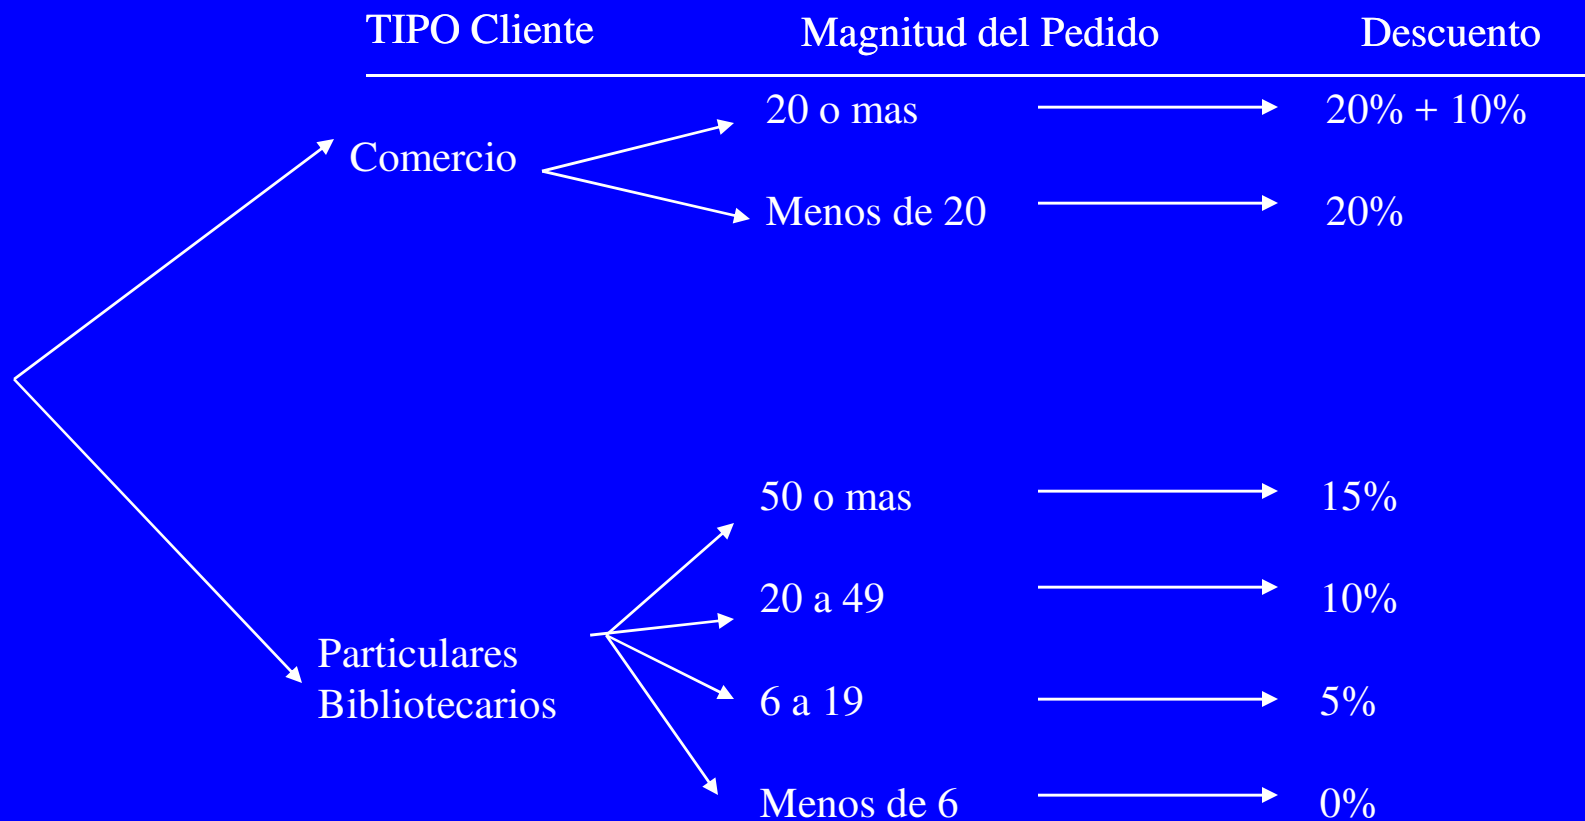 TIPO Cliente Magnitud del Pedido Descuento
20 o mas 20% + 10%
Comercio
Menos de 20 20%
50 o mas 15%
20 a 49 10%
Particulares
Bibliotecarios
6 a 19 5%
Menos de 6 0%